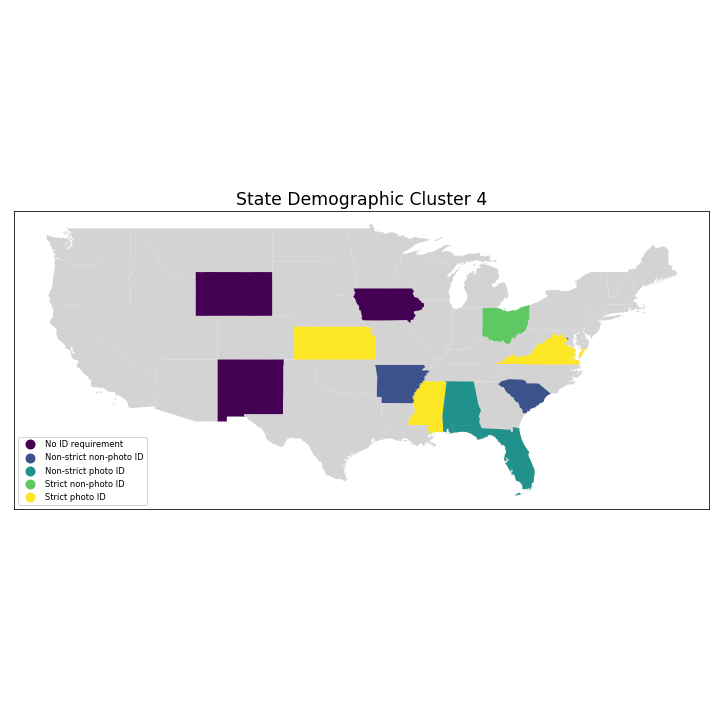 State Demographic Cluster 4
No ID requirement
Non-strict non-photo ID
Non-strict photo ID
Strict non-photo ID
Strict photo ID